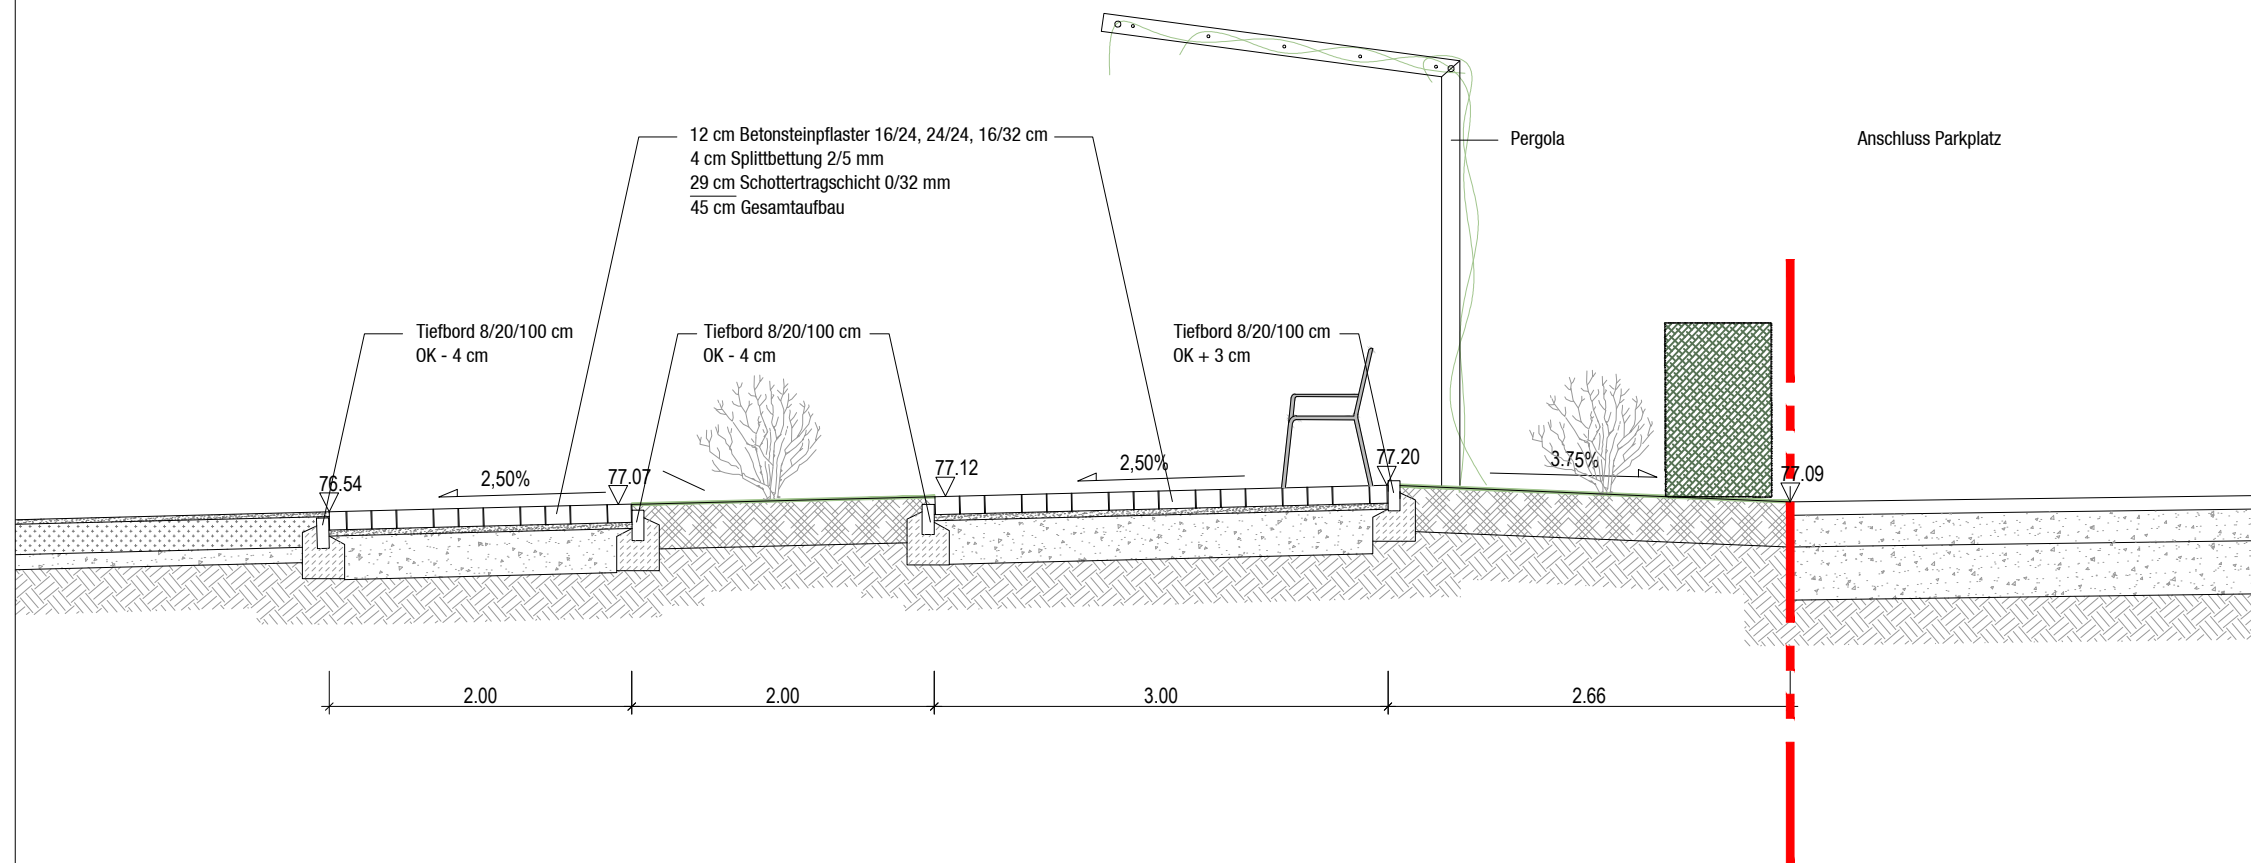 12 cm Betonsteinpflaster 16/24, 24/24, 16/32 cm
4 cm Splittbettung 2/5 mm
29 cm Schottertragschicht 0/32 mm
45 cm Gesamtaufbau
Pergola
Anschluss Parkplatz
Tiefbord 8/20/100 cm
OK - 4 cm
Tiefbord 8/20/100 cm
OK - 4 cm
Tiefbord 8/20/100 cm
OK + 3 cm
76.54
2,50%
77.07
77.12
2,50%
77.20
3.75%
77.09
2.00
2.00
3.00
2.66